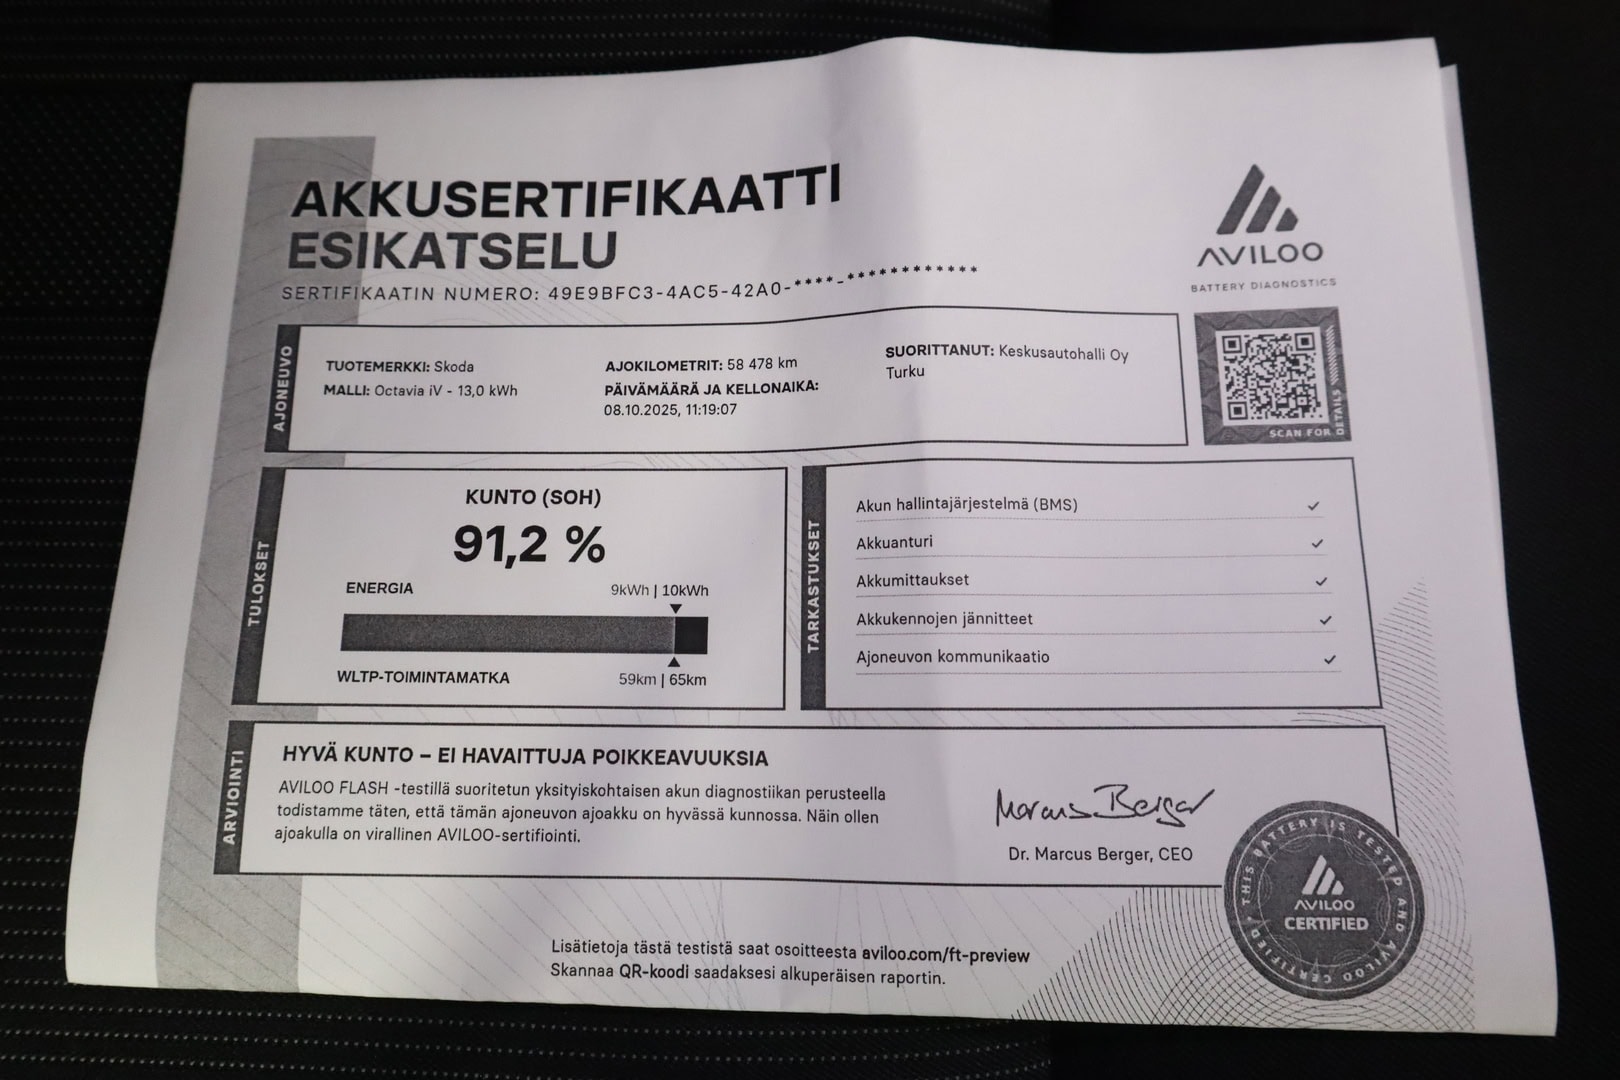 AKKUSERTIFIKAATTI
ESIKATSELU
SERTIFIKAATIN NUMERO: 49E9BFC3-4AC5-42A0-****-************
AVILOO
BATTERY DIAGNOSTICS
SCAN FOR DETAILS
AJONEUVO
TUOTEMERKKI: Skoda
MALLI: Octavia iV - 13,0 kWh
AJOKILOMETRIT: 58 478 km
PÄIVÄMÄÄRÄ JA KELLONAIKA:
08.10.2025, 11:19:07
SUORITTANUT: Keskusautohalli Oy
Turku
TULOKSET
KUNTO (SOH)
91,2 %
ENERGIA 9kWh | 10kWh
WLTP-TOIMINTAMATKA 59km | 65km
TARKASTUKSET
Akun hallintajärjestelmä (BMS) ✓
Akkuanturi ✓
Akkumittaukset ✓
Akkukennojen jännitteet ✓
Ajoneuvon kommunikaatio ✓
ARVIOINTI
HYVÄ KUNTO – EI HAVAITTUJA POIKKEAVUUKSIA
AVILOO FLASH -testillä suoritetun yksityiskohtaisen akun diagnostiikan perusteella
todistamme täten, että tämän ajoneuvon ajoakku on hyvässä kunnossa. Näin ollen
ajoakulla on virallinen AVILOO-sertifiointi.
Marcus Berger
Dr. Marcus Berger, CEO
THIS BATTERY IS TESTED AND AVILOO CERTIFIED
AVILOO
CERTIFIED
Lisätietoja tästä testistä saat osoitteesta aviloo.com/ft-preview
Skannaa QR-koodi saadaksesi alkuperäisen raportin.